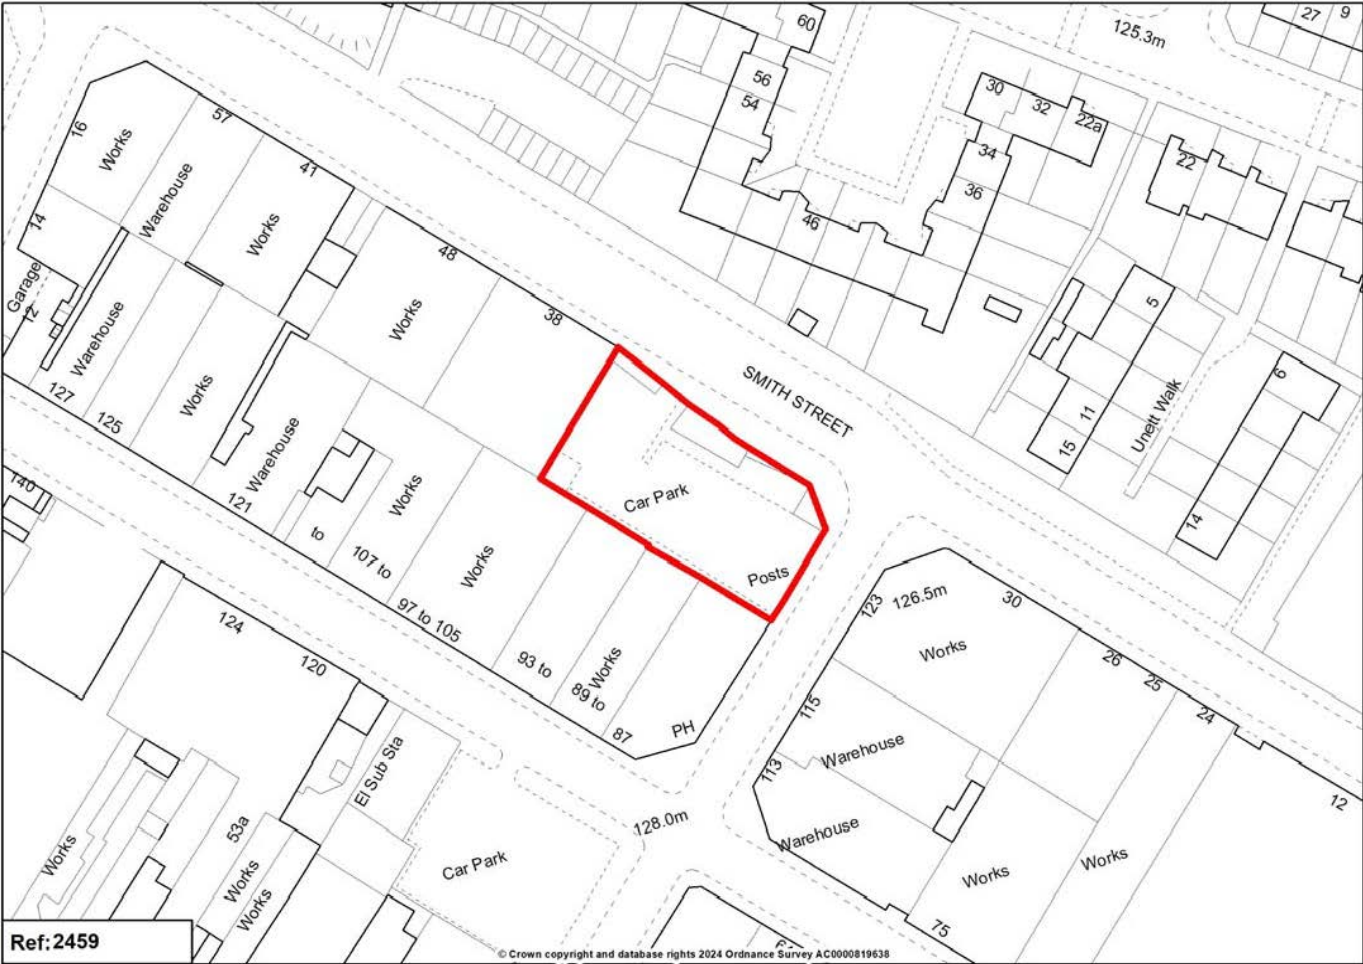 60
125.3m
27
9
56
54
30
32
22a
57
16
Works
Warehouse
41
34
22
36
46
14
Works
48
Garage
12
Warehouse
38
Works
5
SMITH STREET
6
127
125
Works
11
15
Unett Walk
Warehouse
140
121
Works
Car Park
14
to
107 to
Works
Posts
97 to 105
123
126.5m
30
124
120
93 to
Works
89 to
87
PH
Works
26
25
24
115
Warehouse
113
12
El Sub Sta
128.0m
Warehouse
53a
Works
Car Park
Works
Works
Works
Works
75
Ref:2459
© Crown copyright and database rights 2024 Ordnance Survey AC0000819638